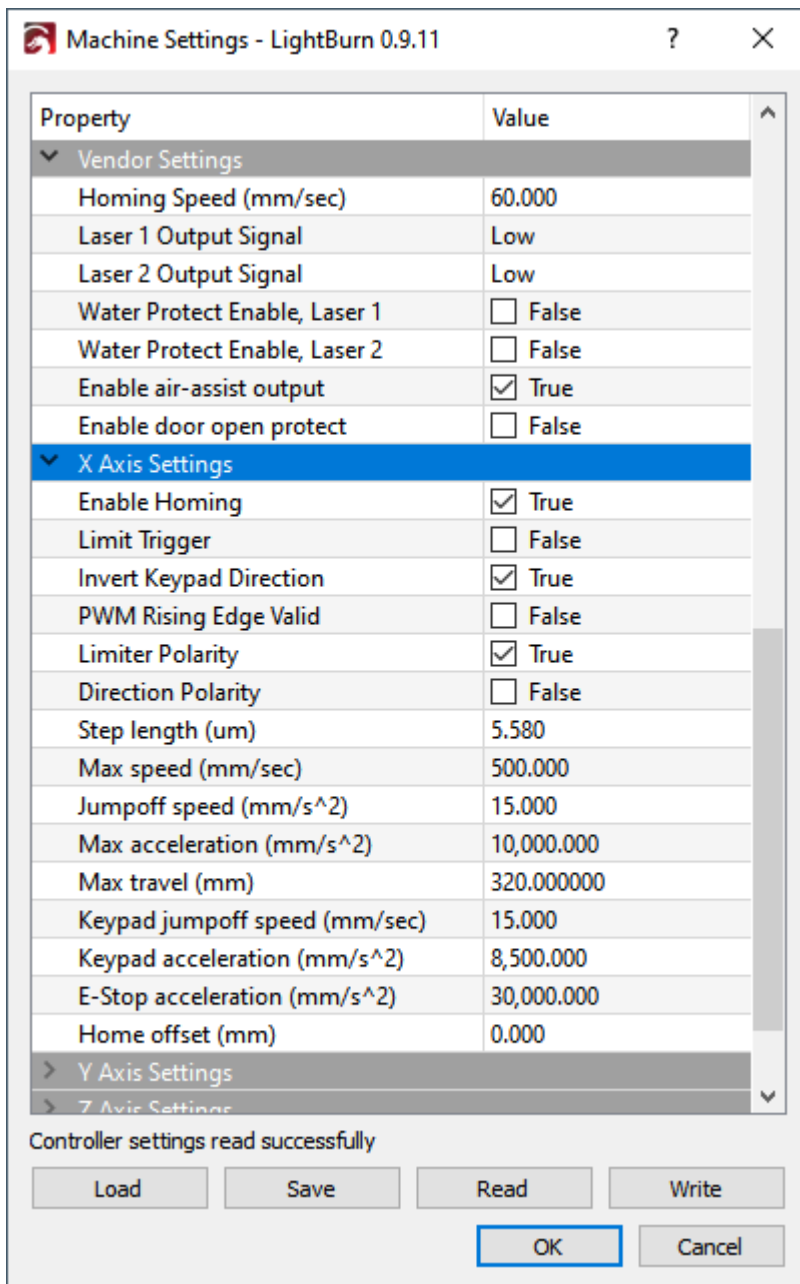 Machine Settings - LightBurn 0.9.11 ?
Property Value
Vendor Settings
Homing Speed (mm/sec) 60.000
Laser 1 Output Signal Low
Laser 2 Output Signal Low
Water Protect Enable, Laser 1 False
Water Protect Enable, Laser 2 False
Enable air-assist output True
Enable door open protect False
X Axis Settings
Enable Homing True
Limit Trigger False
Invert Keypad Direction True
PWM Rising Edge Valid False
Limiter Polarity True
Direction Polarity False
Step length (um) 5.580
Max speed (mm/sec) 500.000
Jumpoff speed (mm/s^2) 15.000
Max acceleration (mm/s^2) 10,000.000
Max travel (mm) 320.000000
Keypad jumpoff speed (mm/sec) 15.000
Keypad acceleration (mm/s^2) 8,500.000
E-Stop acceleration (mm/s^2) 30,000.000
Home offset (mm) 0.000
Y Axis Settings
Z Axis Settings
Controller settings read successfully
Load Save Read Write
OK Cancel